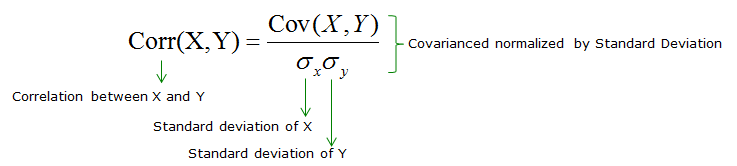 Corr(X,Y) = Cov(X,Y) / σxσy
Covarianced normalized by Standard Deviation
Correlation between X and Y
Standard deviation of X
Standard deviation of Y